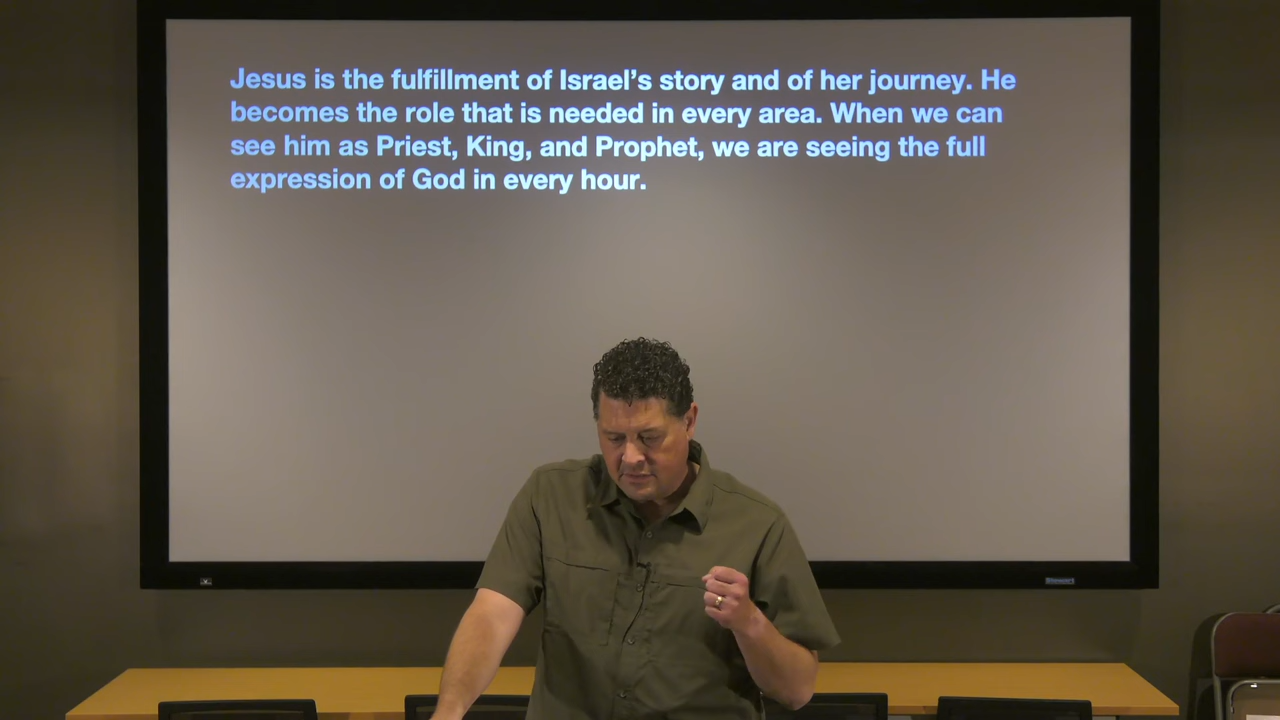 Jesus is the fulfillment of Israel’s story and of her journey. He
becomes the role that is needed in every area. When we can
see him as Priest, King, and Prophet, we are seeing the full
expression of God in every hour.
Stewart